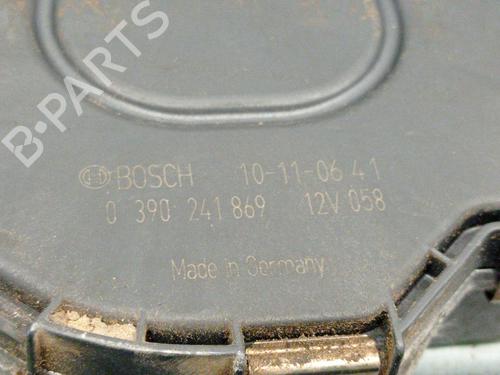 B-PARTS
BOSCH 10-11-06 41
0 390 241 869 12V 058
Made in Germany